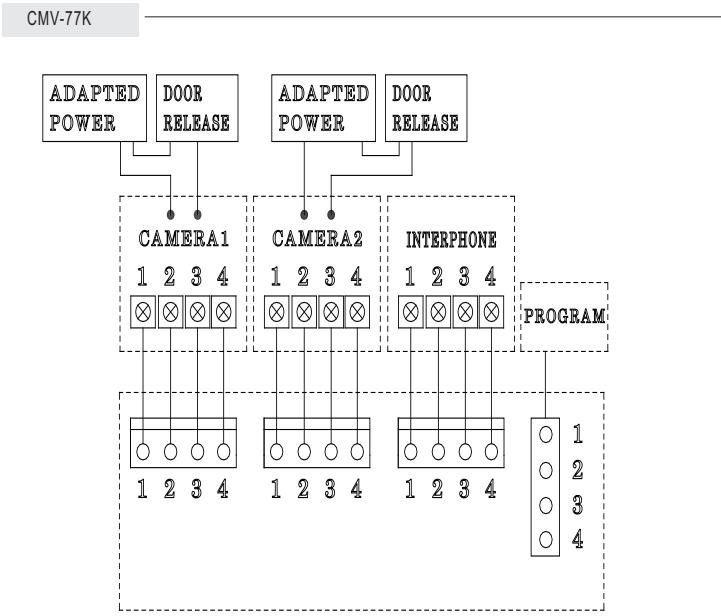 CMV-77K
ADAPTED POWER
DOOR RELEASE
ADAPTED POWER
DOOR RELEASE
CAMERA1
1 2 3 4
CAMERA2
1 2 3 4
INTERPHONE
1 2 3 4
PROGRAM
1 2 3 4
1 2 3 4
1 2 3 4
1
2
3
4